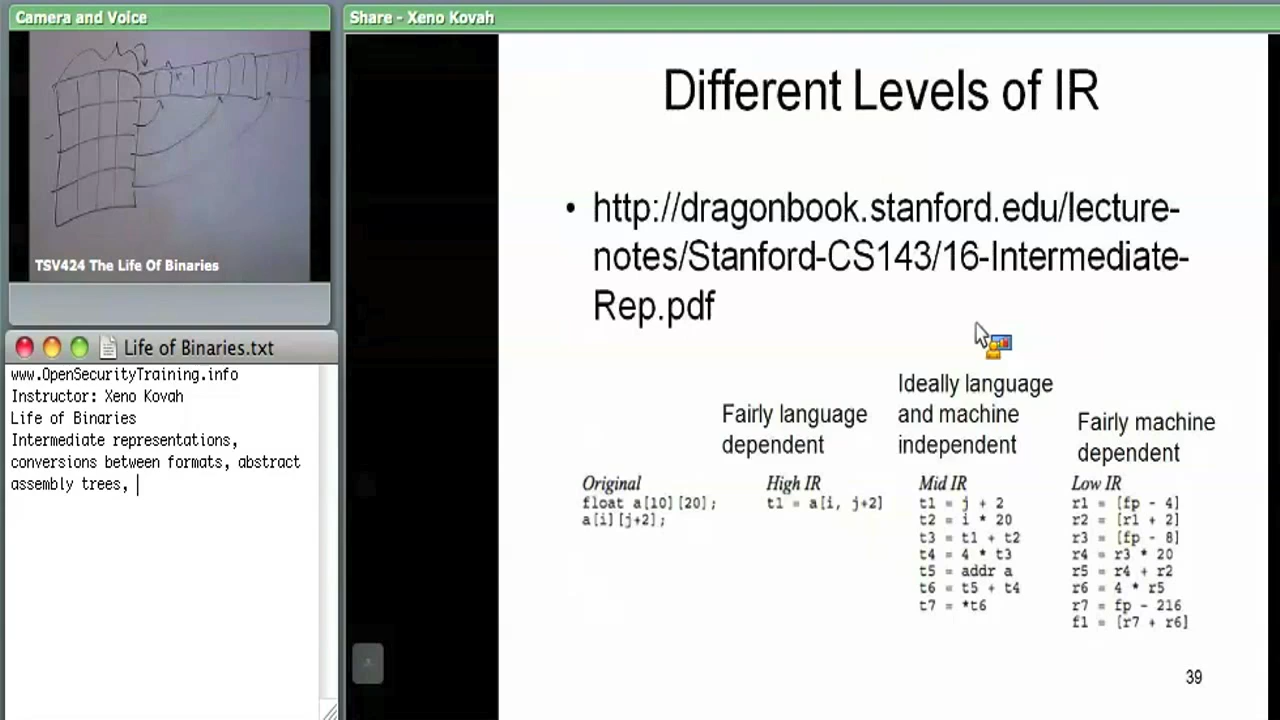 Camera and Voice
TSV424 The Life Of Binaries
Life of Binaries.txt
www.OpenSecurityTraining.info
Instructor: Xeno Kovah
Life of Binaries
Intermediate representations,
conversions between formats, abstract
assembly trees,
Share - Xeno Kovah
Different Levels of IR
• http://dragonbook.stanford.edu/lecture-
notes/Stanford-CS143/16-Intermediate-
Rep.pdf
Fairly language
dependent
Ideally language
and machine
independent
Fairly machine
dependent
Original
float a[10][20];
a[i][j+2];
High IR
t1 = a[i, j+2]
Mid IR
t1 = j + 2
t2 = i * 20
t3 = t1 + t2
t4 = 4 * t3
t5 = addr a
t6 = t5 + t4
t7 = *t6
Low IR
r1 = [fp - 4]
r2 = [r1 + 2]
r3 = [fp - 8]
r4 = r3 * 20
r5 = r4 + r2
r6 = 4 * r5
r7 = fp - 216
f1 = [r7 + r6]
39